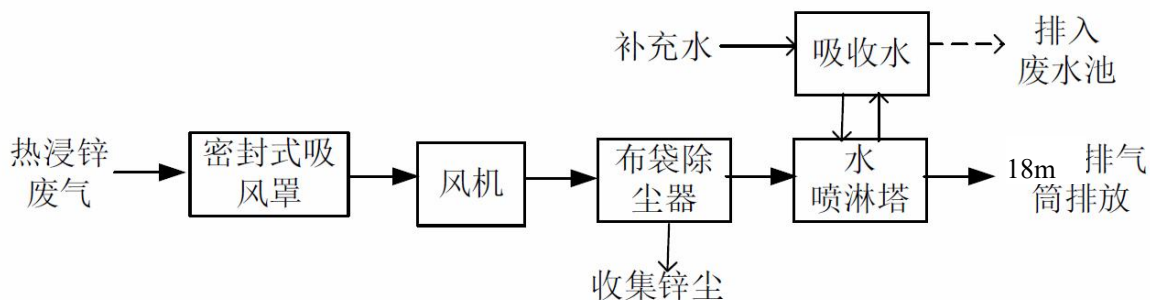 补充水
吸收水
排入
废水池
热浸锌
废气
密封式吸
风罩
风机
布袋除
尘器
水
喷淋塔
18m 排气
筒排放
收集锌尘